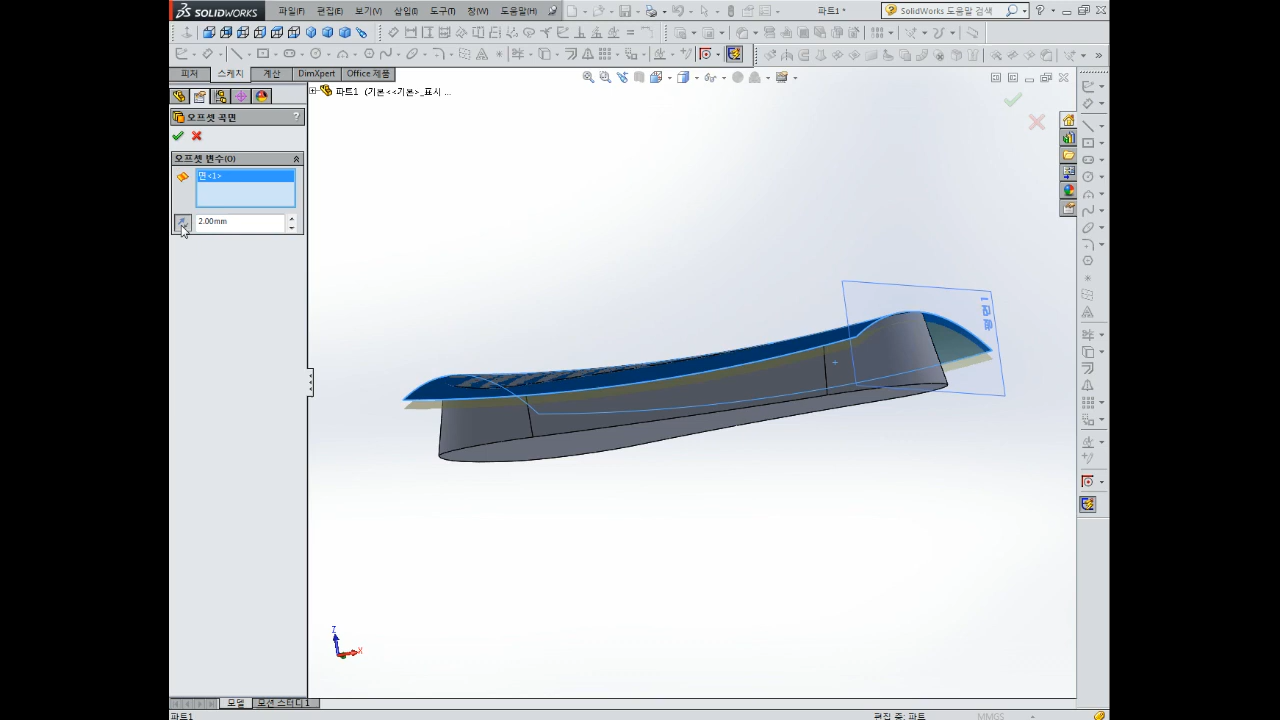 SOLIDWORKS 파일(F) 편집(E) 보기(V) 삽입(I) 도구(T) 창(W) 도움말(H) 파트1 * SolidWorks 도움말 검색
피처 스케치 계산 DimXpert Office 제품
파트1 (기본<<기본>_표시 ...
오프셋 곡면 ?
오프셋 변수(O)
면<1>
2.00mm
Z
X
모델 모션 스터디 1
파트1 편집 중: 파트 MMGS